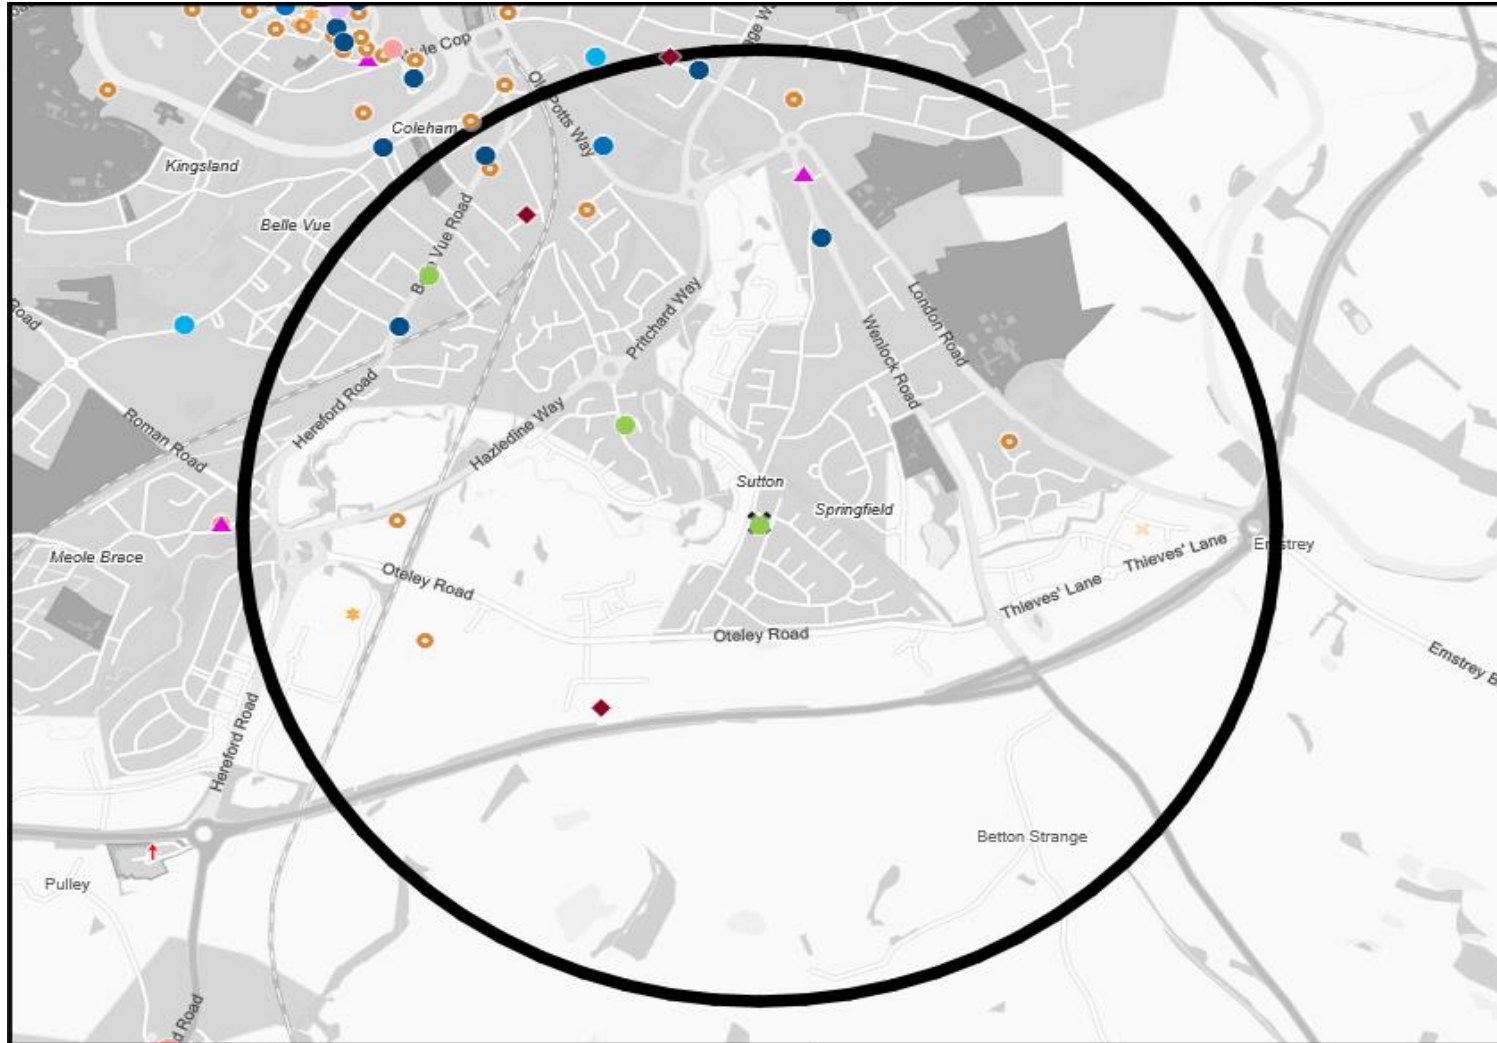 Coleham
Old Potts Way
Kingsland
Belle Vue
Vue Road
Road
Pritchard Way
London Road
Wenlock Road
Hereford Road
Roman Road
Hazledine Way
Sutton
Springfield
Meole Brace
Emstrey
Thieves' Lane
Thieves' Lane
Oteley Road
Oteley Road
Hereford Road
Betton Strange
Pulley